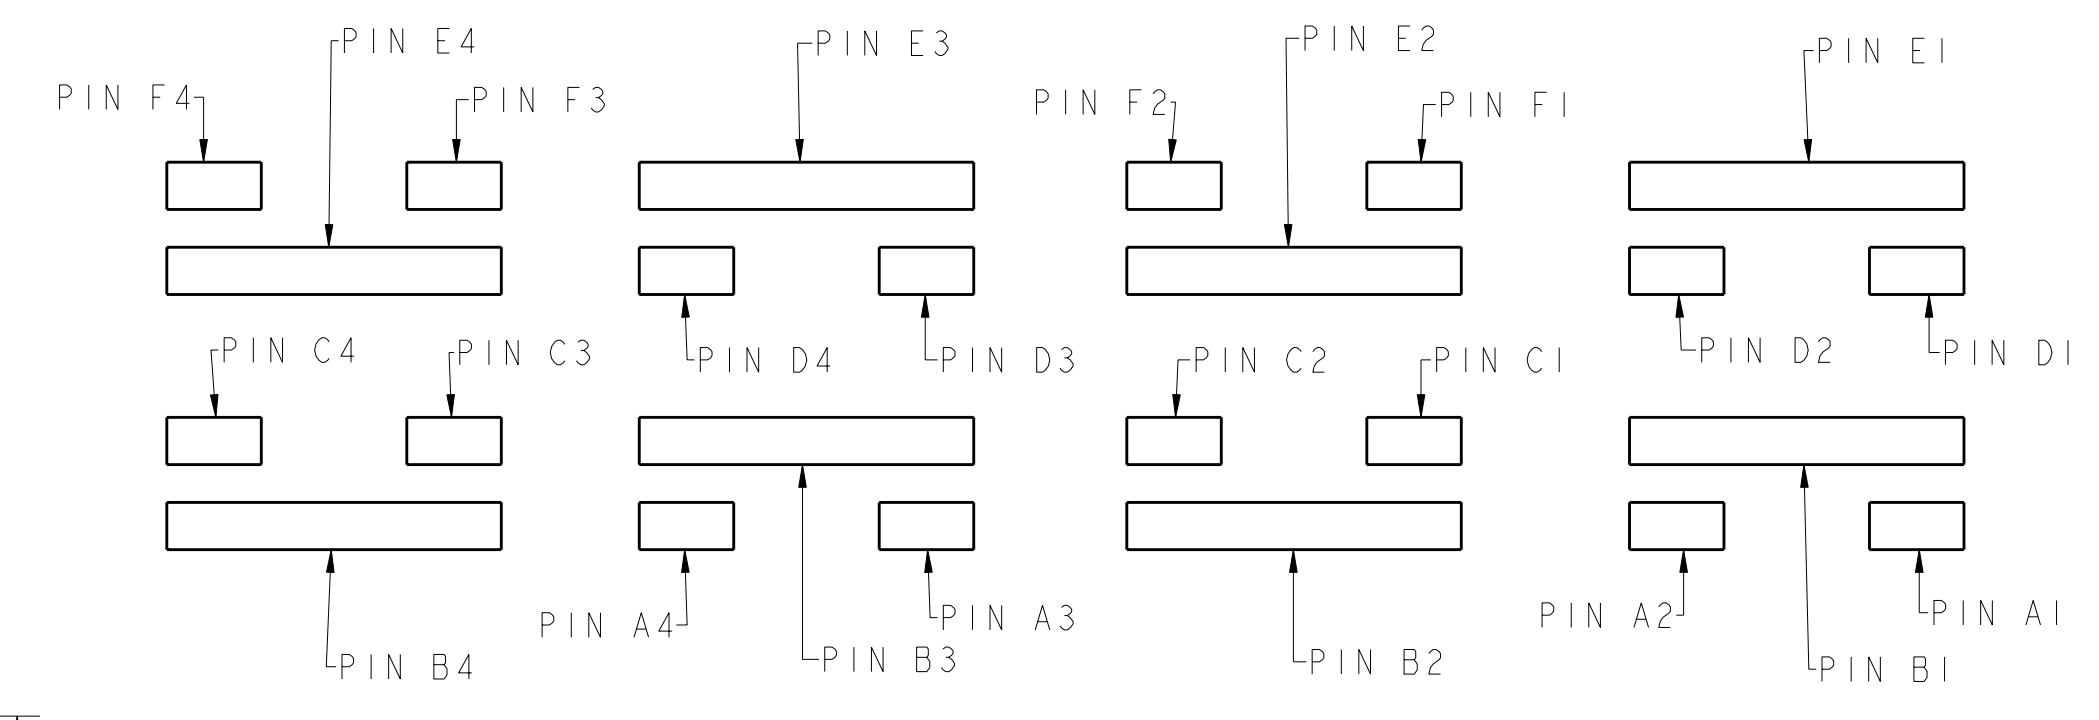 PIN E4
PIN E3
PIN E2
PIN E1
PIN F4
PIN F3
PIN F2
PIN F1
PIN C4
PIN C3
PIN D4
PIN D3
PIN C2
PIN C1
PIN D2
PIN D1
PIN A4
PIN A3
PIN A2
PIN A1
PIN B4
PIN B3
PIN B2
PIN B1